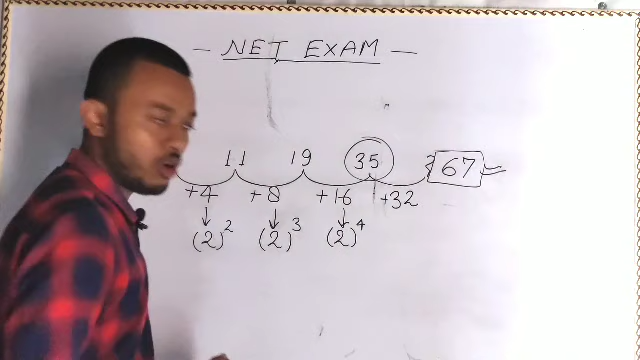 — NET EXAM —
11 19 35 ? 67
+4 +8 +16 +32
↓ ↓ ↓
(2)² (2)³ (2)⁴